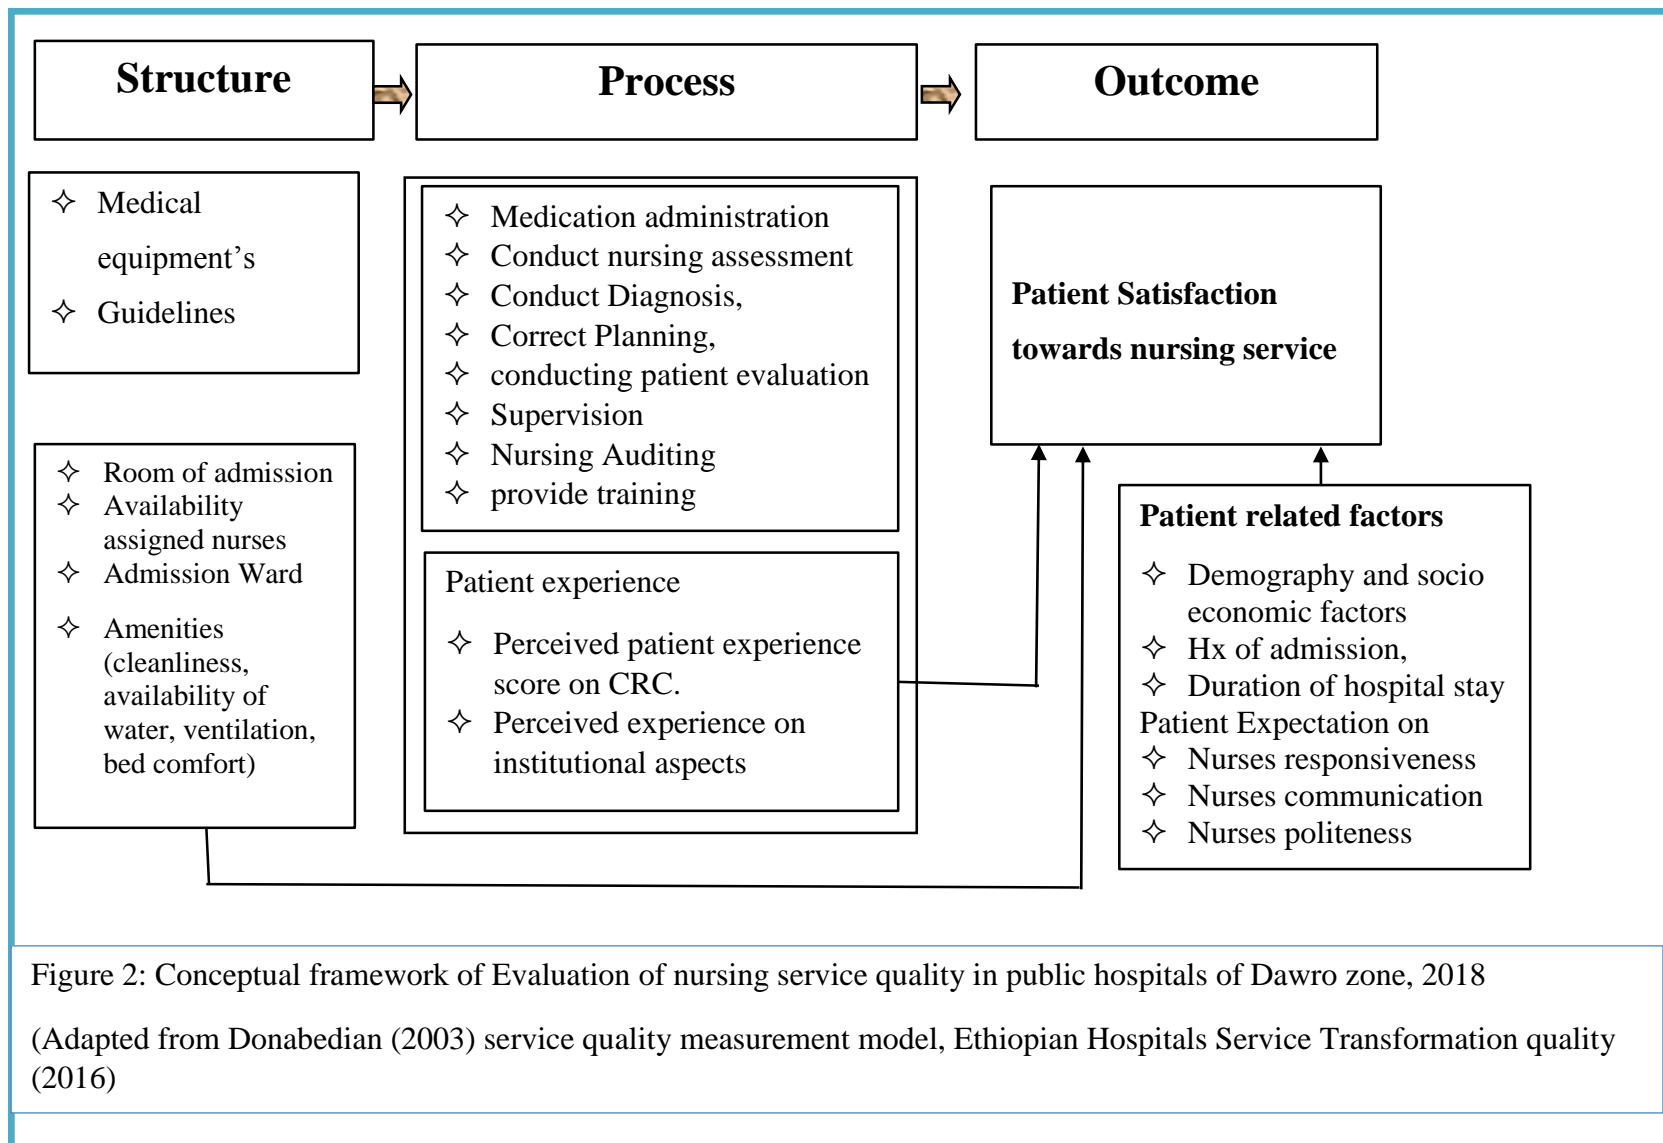 Structure
Process
Outcome
✧ Medical
equipment’s
✧ Guidelines
✧ Room of admission
✧ Availability
assigned nurses
✧ Admission Ward
✧ Amenities
(cleanliness,
availability of
water, ventilation,
bed comfort)
✧ Medication administration
✧ Conduct nursing assessment
✧ Conduct Diagnosis,
✧ Correct Planning,
✧ conducting patient evaluation
✧ Supervision
✧ Nursing Auditing
✧ provide training
Patient experience
✧ Perceived patient experience
score on CRC.
✧ Perceived experience on
institutional aspects
Patient Satisfaction
towards nursing service
Patient related factors
✧ Demography and socio
economic factors
✧ Hx of admission,
✧ Duration of hospital stay
Patient Expectation on
✧ Nurses responsiveness
✧ Nurses communication
✧ Nurses politeness
Figure 2: Conceptual framework of Evaluation of nursing service quality in public hospitals of Dawro zone, 2018
(Adapted from Donabedian (2003) service quality measurement model, Ethiopian Hospitals Service Transformation quality
(2016)